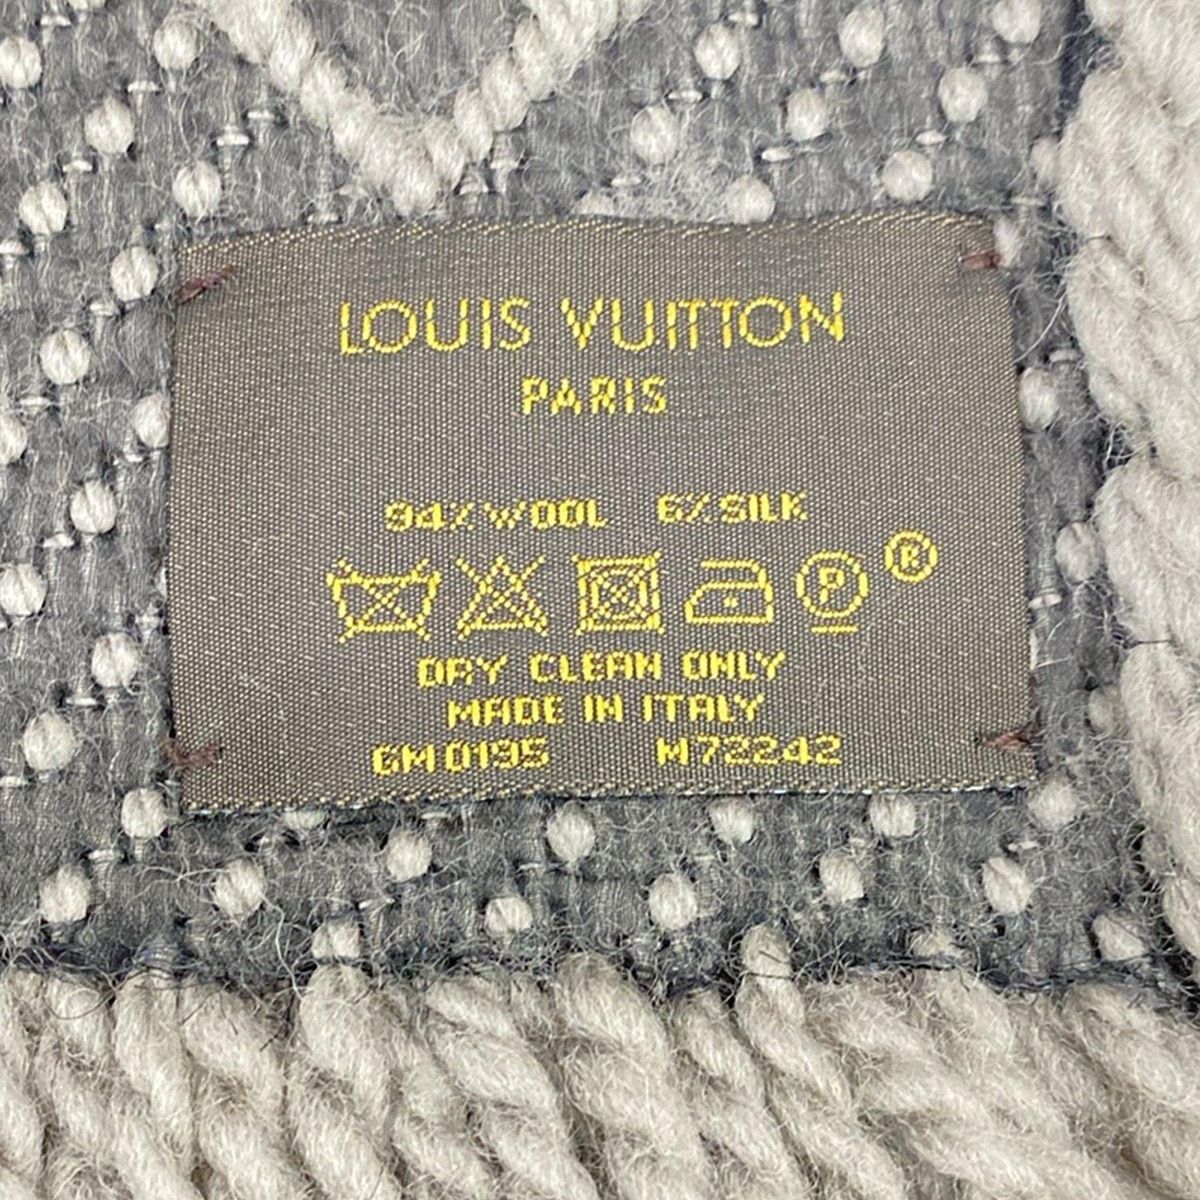 LOUIS VUITTON
PARIS
94% WOOL 6% SILK
P ®
DRY CLEAN ONLY
MADE IN ITALY
GM0195 M72242